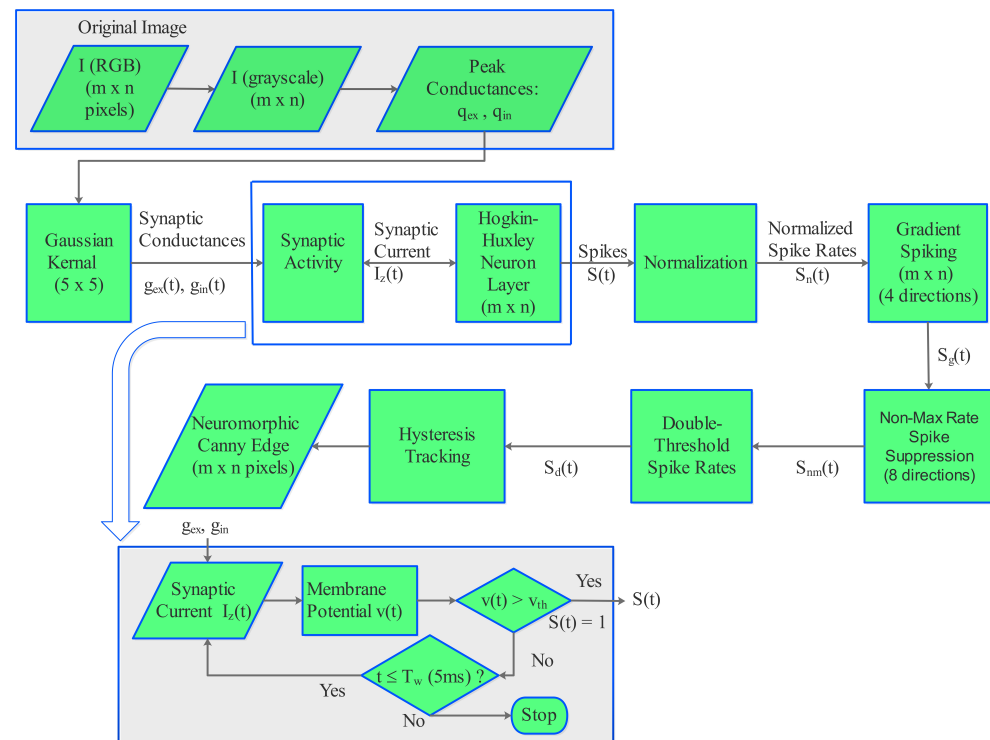 Original Image
I (RGB)
(m x n
pixels)
I (grayscale)
(m x n)
Peak
Conductances:
qex , qin
Gaussian
Kernal
(5 x 5)
Synaptic
Conductances
gex(t), gin(t)
Synaptic
Activity
Synaptic
Current
Iz(t)
Hogkin-
Huxley
Neuron
Layer
(m x n)
Spikes
S(t)
Normalization
Normalized
Spike Rates
Sn(t)
Gradient
Spiking
(m x n)
(4 directions)
Sg(t)
Non-Max Rate
Spike
Suppression
(8 directions)
Snm(t)
Double-
Threshold
Spike Rates
Sd(t)
Hysteresis
Tracking
Neuromorphic
Canny Edge
(m x n pixels)
gex, gin
Synaptic
Current Iz(t)
Membrane
Potential v(t)
v(t) > vth
Yes
S(t) = 1
S(t)
No
t ≤ Tw (5ms) ?
Yes
No
Stop